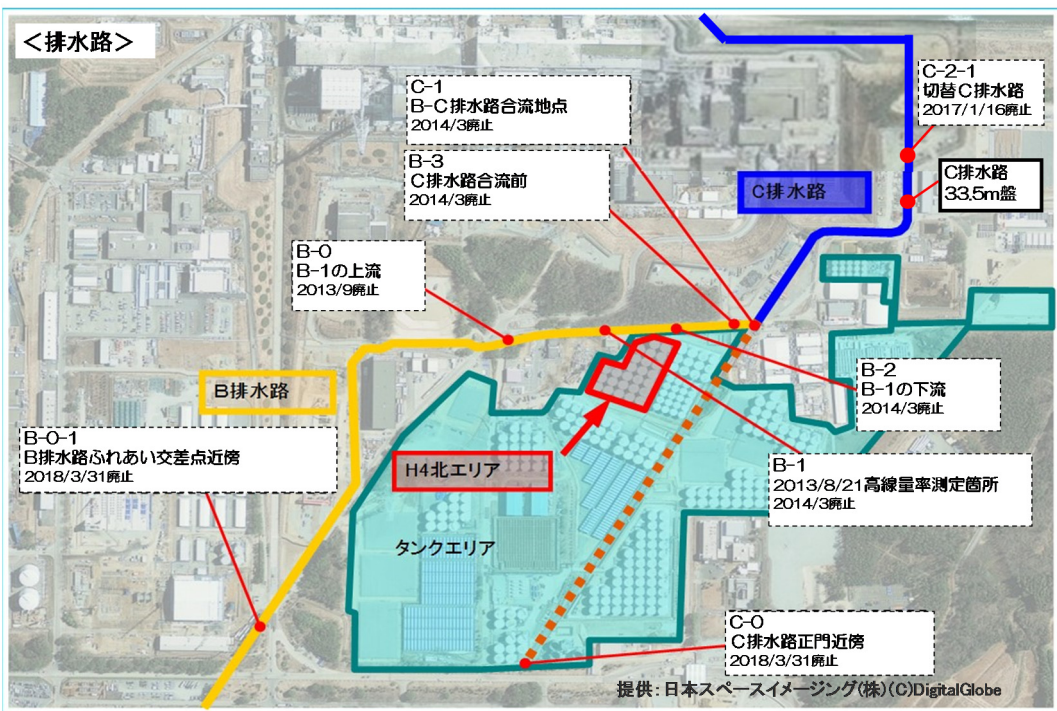 ＜排水路＞
C-1
B-C排水路合流地点
2014/3廃止
B-3
C排水路合流前
2014/3廃止
C-2-1
切替C排水路
2017/1/16廃止
C排水路
33.5m盤
C排水路
B-0
B-1の上流
2013/9廃止
B排水路
B-2
B-1の下流
2014/3廃止
B-0-1
B排水路ふれあい交差点近傍
2018/3/31廃止
H4北エリア
B-1
2013/8/21高線量率測定箇所
2014/3廃止
タンクエリア
C-0
C排水路正門近傍
2018/3/31廃止
提供：日本スペースイメージング(株)(C)DigitalGlobe